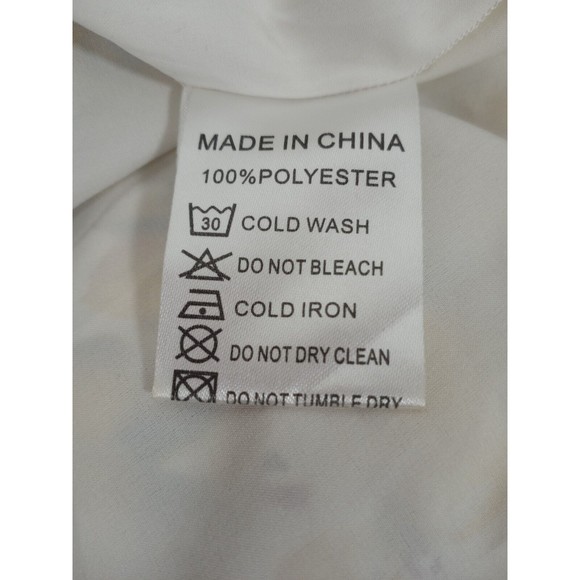 MADE IN CHINA
100%POLYESTER
30 COLD WASH
DO NOT BLEACH
COLD IRON
DO NOT DRY CLEAN
DO NOT TUMBLE DRY